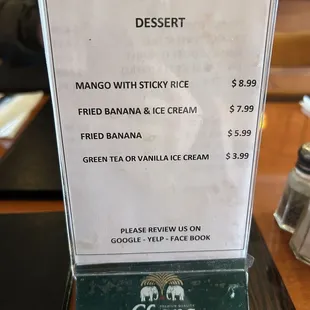 DESSERT
MANGO WITH STICKY RICE $ 8.99
FRIED BANANA & ICE CREAM $ 7.99
FRIED BANANA $ 5.99
GREEN TEA OR VANILLA ICE CREAM $ 3.99
PLEASE REVIEW US ON
GOOGLE - YELP - FACE BOOK